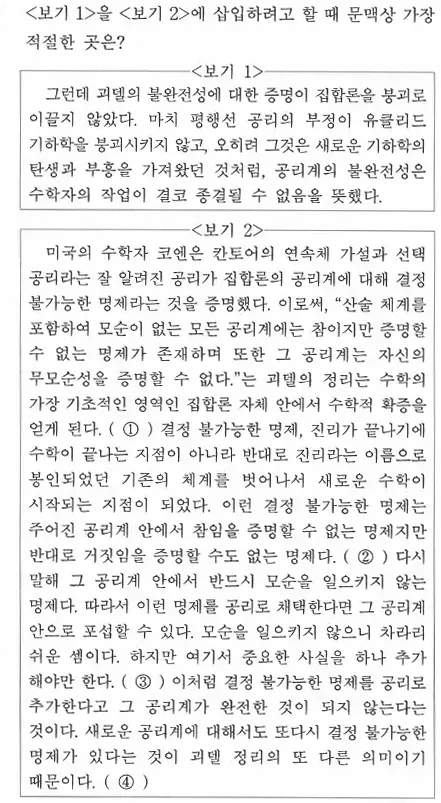 <보기 1>을 <보기 2>에 삽입하려고 할 때 문맥상 가장
적절한 곳은?
<보기 1>
그런데 괴델의 불완전성에 대한 증명이 집합론을 붕괴로
이끌지 않았다. 마치 평행선 공리의 부정이 유클리드
기하학을 붕괴시키지 않고, 오히려 그것은 새로운 기하학의
탄생과 부흥을 가져왔던 것처럼, 공리계의 불완전성은
수학자의 작업이 결코 종결될 수 없음을 뜻했다.
<보기 2>
미국의 수학자 코엔은 칸토어의 연속체 가설과 선택
공리라는 잘 알려진 공리가 집합론의 공리계에 대해 결정
불가능한 명제라는 것을 증명했다. 이로써, “산술 체계를
포함하여 모순이 없는 모든 공리계에는 참이지만 증명할
수 없는 명제가 존재하며 또한 그 공리계는 자신의
무모순성을 증명할 수 없다.”는 괴델의 정리는 수학의
가장 기초적인 영역인 집합론 자체 안에서 수학적 확증을
얻게 된다. ( ① ) 결정 불가능한 명제, 진리가 끝나기에
수학이 끝나는 지점이 아니라 반대로 진리라는 이름으로
봉인되었던 기존의 체계를 벗어나서 새로운 수학이
시작되는 지점이 되었다. 이런 결정 불가능한 명제는
주어진 공리계 안에서 참임을 증명할 수 없는 명제지만
반대로 거짓임을 증명할 수도 없는 명제다. ( ② ) 다시
말해 그 공리계 안에서 반드시 모순을 일으키지 않는
명제다. 따라서 이런 명제를 공리로 채택한다면 그 공리계
안으로 포섭할 수 있다. 모순을 일으키지 않으니 차라리
쉬운 셈이다. 하지만 여기서 중요한 사실을 하나 추가
해야만 한다. ( ③ ) 이처럼 결정 불가능한 명제를 공리로
추가한다고 그 공리계가 완전한 것이 되지 않는다는
것이다. 새로운 공리계에 대해서도 또다시 결정 불가능한
명제가 있다는 것이 괴델 정리의 또 다른 의미이기
때문이다. ( ④ )